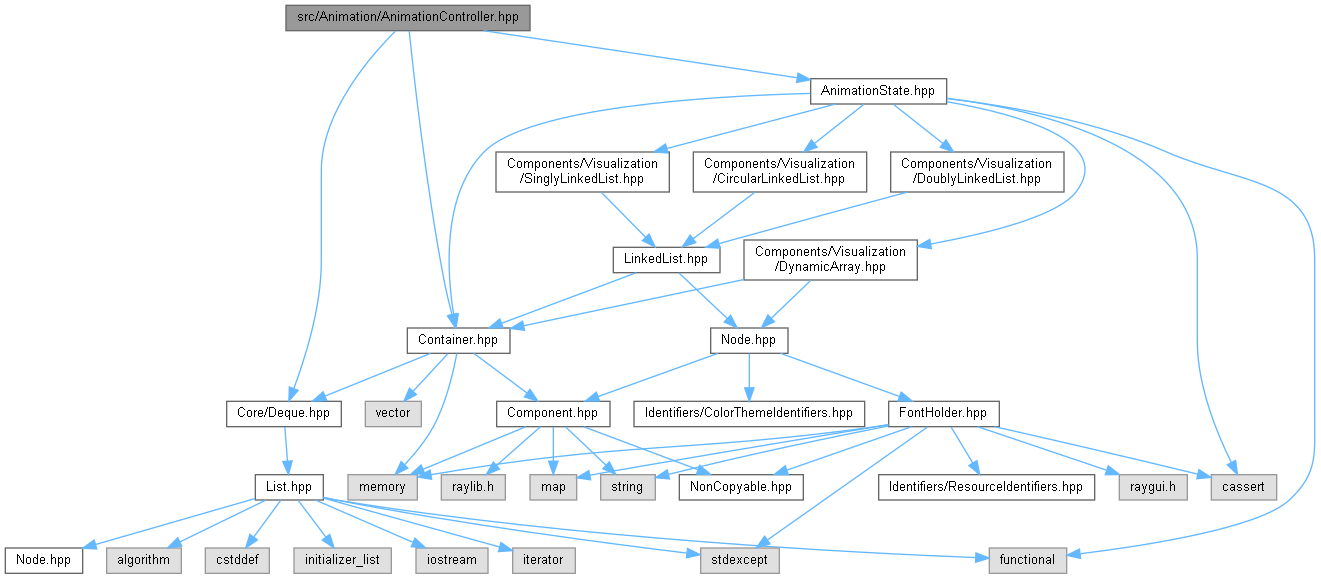 src/Animation/AnimationController.hpp
AnimationState.hpp
Components/Visualization
/SinglyLinkedList.hpp
Components/Visualization
/CircularLinkedList.hpp
Components/Visualization
/DoublyLinkedList.hpp
LinkedList.hpp
Components/Visualization
/DynamicArray.hpp
Container.hpp
Node.hpp
Core/Deque.hpp
vector
Component.hpp
Identifiers/ColorThemeIdentifiers.hpp
FontHolder.hpp
List.hpp
memory
raylib.h
map
string
NonCopyable.hpp
Identifiers/ResourceIdentifiers.hpp
raygui.h
cassert
Node.hpp
algorithm
cstddef
initializer_list
iostream
iterator
stdexcept
functional